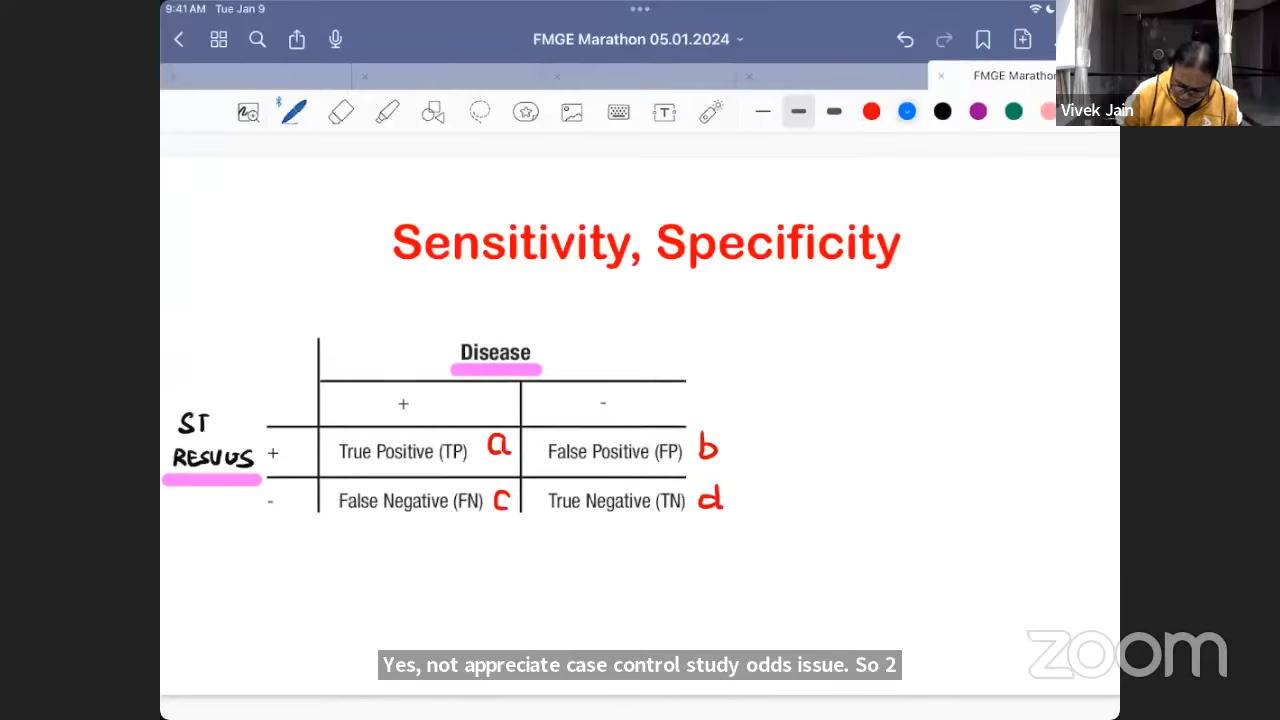 9:41 AM Tue Jan 9
FMGE Marathon 05.01.2024
FMGE Marathon
T
Vivek Jain
Sensitivity, Specificity
Disease
+ -
ST
RESULTS + True Positive (TP) a False Positive (FP) b
- False Negative (FN) c True Negative (TN) d
Yes, not appreciate case control study odds issue. So 2
zoom